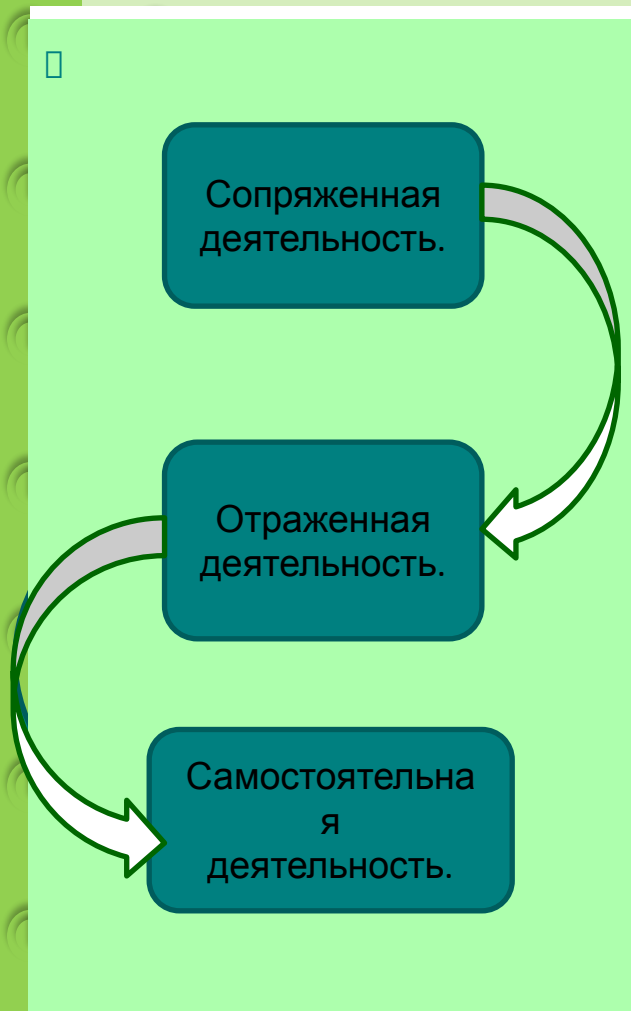 Сопряженная
деятельность.
Отраженная
деятельность.
Самостоятельна
я
деятельность.